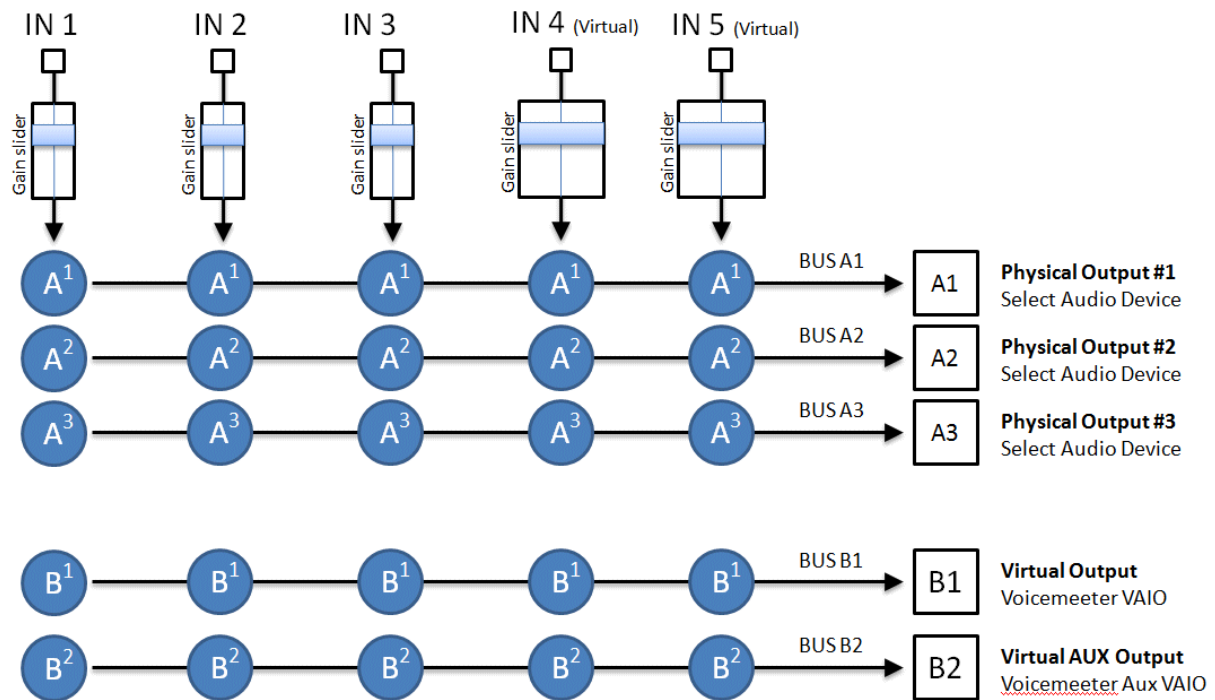 IN 1 IN 2 IN 3 IN 4 (Virtual) IN 5 (Virtual)
Gain slider Gain slider Gain slider Gain slider Gain slider
BUS A1
A1 A1 A1 A1 A1 A1 Physical Output #1
Select Audio Device
BUS A2
A2 A2 A2 A2 A2 A2 Physical Output #2
Select Audio Device
BUS A3
A3 A3 A3 A3 A3 A3 Physical Output #3
Select Audio Device
BUS B1
B1 B1 B1 B1 B1 B1 Virtual Output
Voicemeeter VAIO
BUS B2
B2 B2 B2 B2 B2 B2 Virtual AUX Output
Voicemeeter Aux VAIO